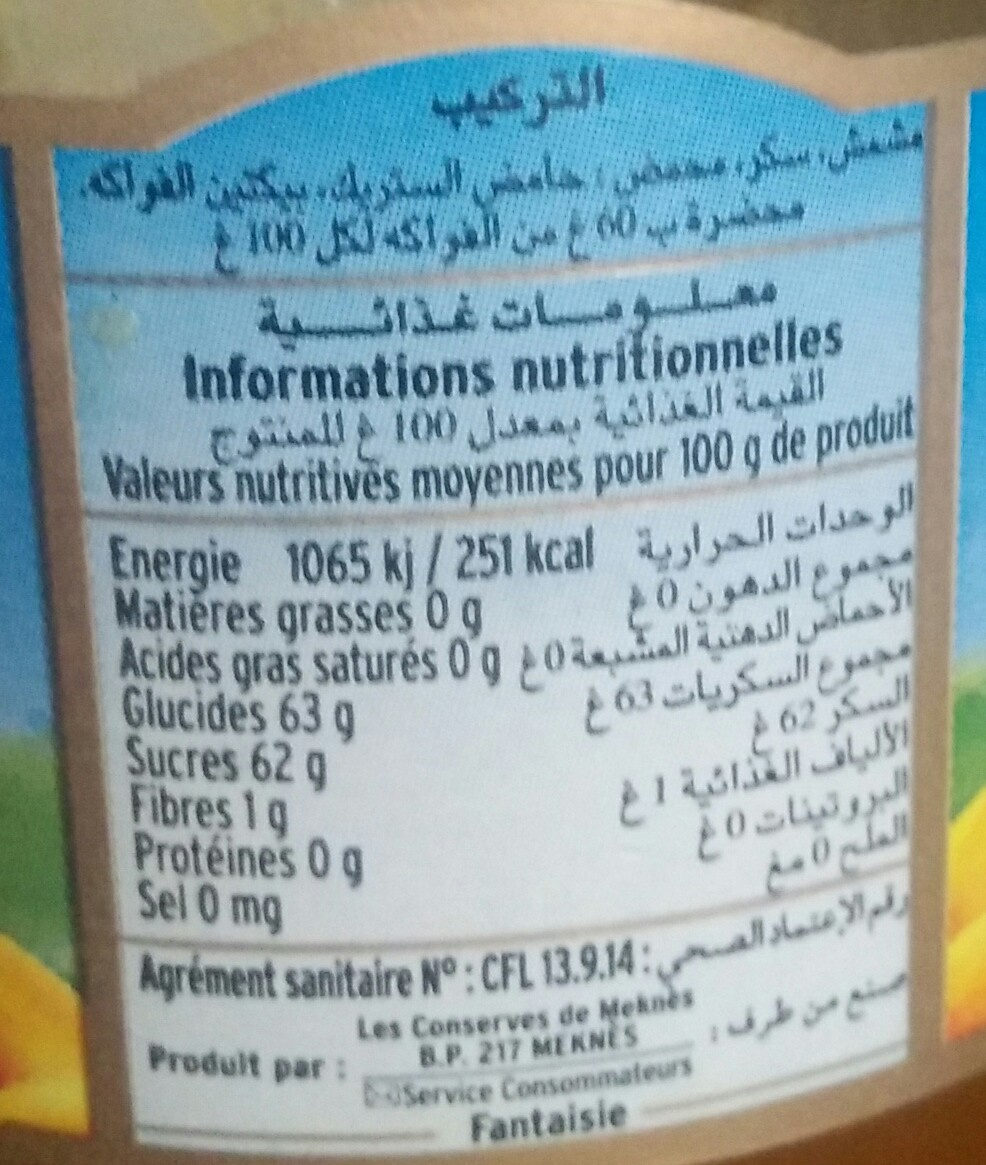 التركيب
مشمش، سكر، محمض : حامض الستريك، بيكتين الفواكه.
محضرة ب 60 غ من الفواكه لكل 100 غ
معلومات غذائية
Informations nutritionnelles
القيمة الغذائية بمعدل 100 غ للمنتوج
Valeurs nutritives moyennes pour 100 g de produit
Energie 1065 kj / 251 kcal الوحدات الحرارية
Matières grasses 0 g مجموع الدهون 0 غ
Acides gras saturés 0 g الأحماض الدهنية المشبعة 0 غ
Glucides 63 g مجموع السكريات 63 غ
Sucres 62 g السكر 62 غ
Fibres 1 g الألياف الغذائية 1 غ
Protéines 0 g البروتينات 0 غ
Sel 0 mg الملح 0 مغ
Agrément sanitaire N° : CFL 13.9.14 : رقم الإعتماد الصحي
Les Conserves de Meknès
Produit par : B.P. 217 MEKNÈS صنع من طرف :
Service Consommateurs
Fantaisie